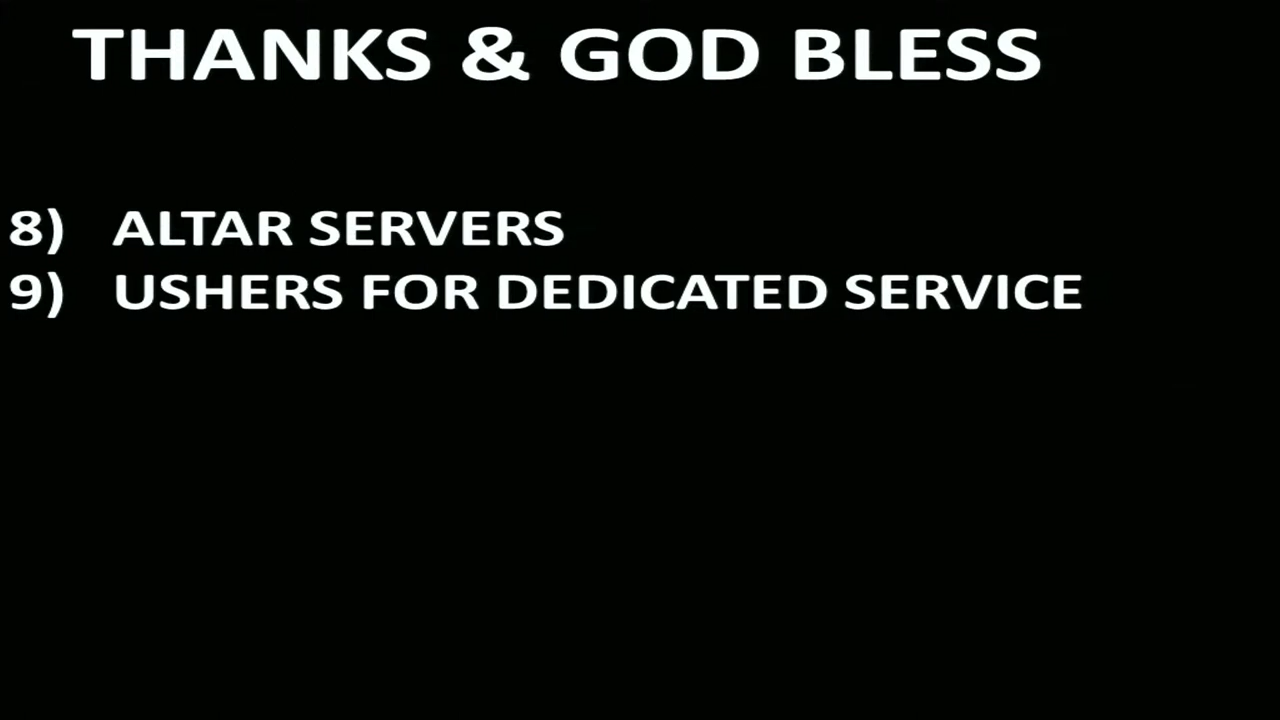 THANKS & GOD BLESS
8) ALTAR SERVERS
9) USHERS FOR DEDICATED SERVICE